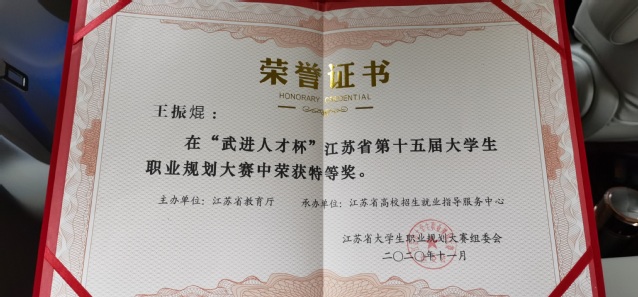 荣誉证书
HONORARY CREDENTIAL
王振焜：
在“武进人才杯”江苏省第十五届大学生
职业规划大赛中荣获特等奖。
主办单位：江苏省教育厅 承办单位：江苏省高校招生就业指导服务中心
江苏省大学生职业规划大赛组委会
二〇二〇年十一月